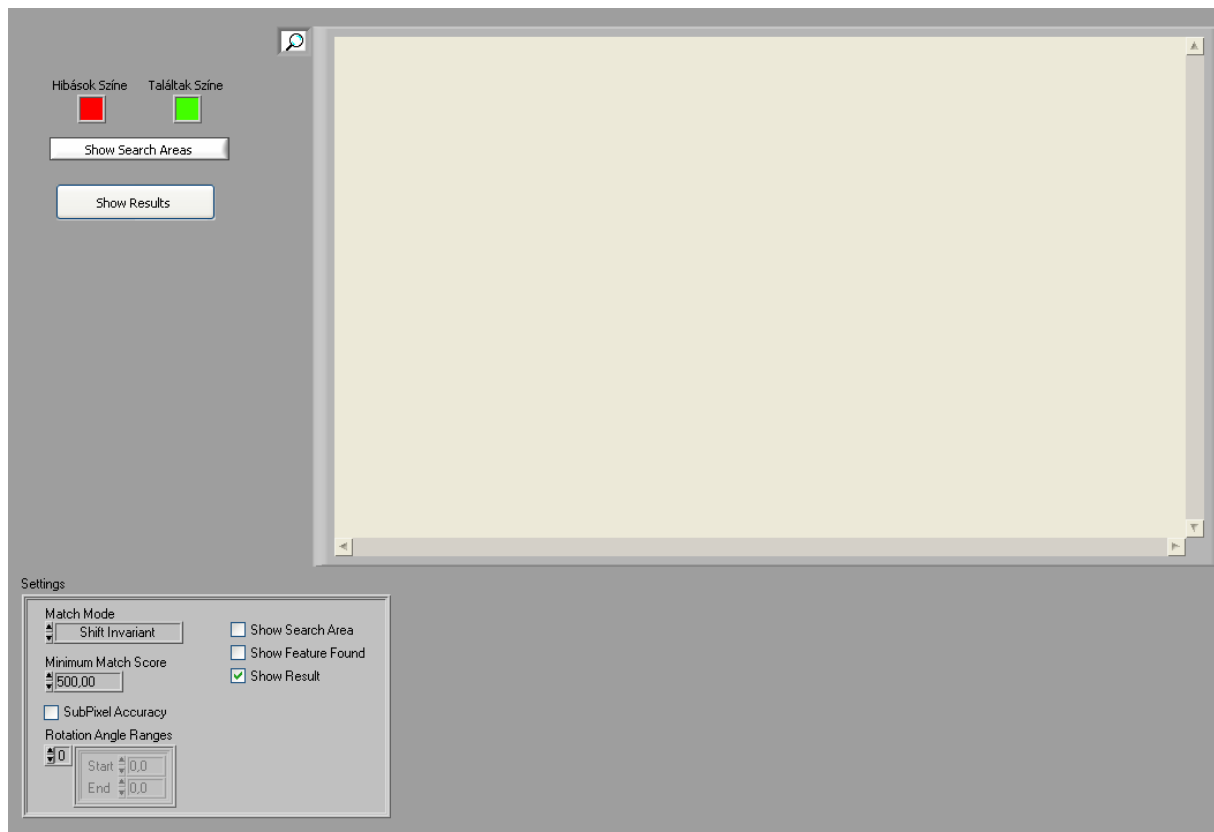 Hibások Színe Találtak Színe
Show Search Areas
Show Results
Settings
Match Mode
Shift Invariant
Minimum Match Score
500,00
SubPixel Accuracy
Rotation Angle Ranges
0
Start 0,0
End 0,0
Show Search Area
Show Feature Found
Show Result